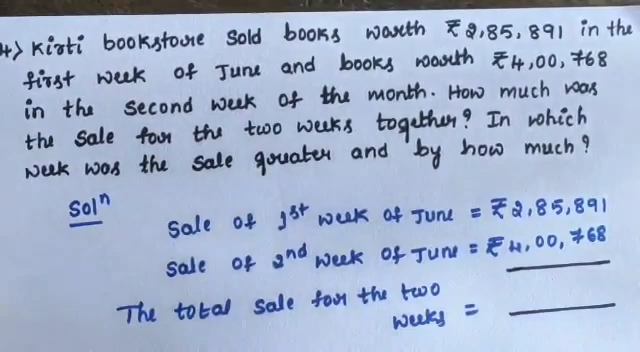 4) Kirti bookstore sold books worth ₹2,85,891 in the
first week of June and books worth ₹4,00,768
in the second week of the month. How much was
the sale for the two weeks together? In which
week was the sale greater and by how much?
Solⁿ
Sale of 1st week of June = ₹2,85,891
Sale of 2nd week of June = ₹4,00,768
The total sale for the two
weeks =